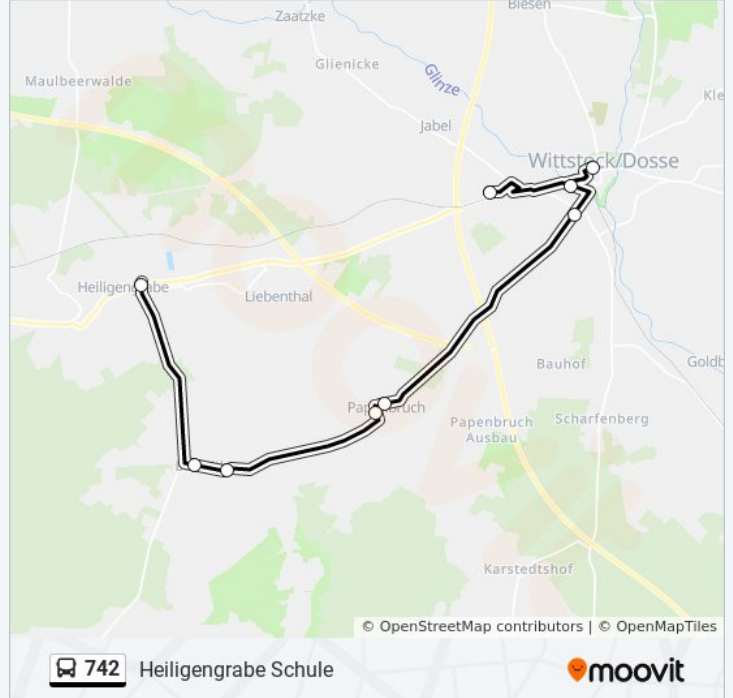 Biesen
Zaatzke
Glienicke
Glinze
Maulbeerwalde
Kle
Jabel
Wittstock/Dosse
Heiligengrabe
Liebenthal
Goldb
Bauhof
Papenbruch
Papenbruch
Ausbau
Scharfenberg
Karstedtshof
© OpenStreetMap contributors | © OpenMapTiles
742 Heiligengrabe Schule
moovit